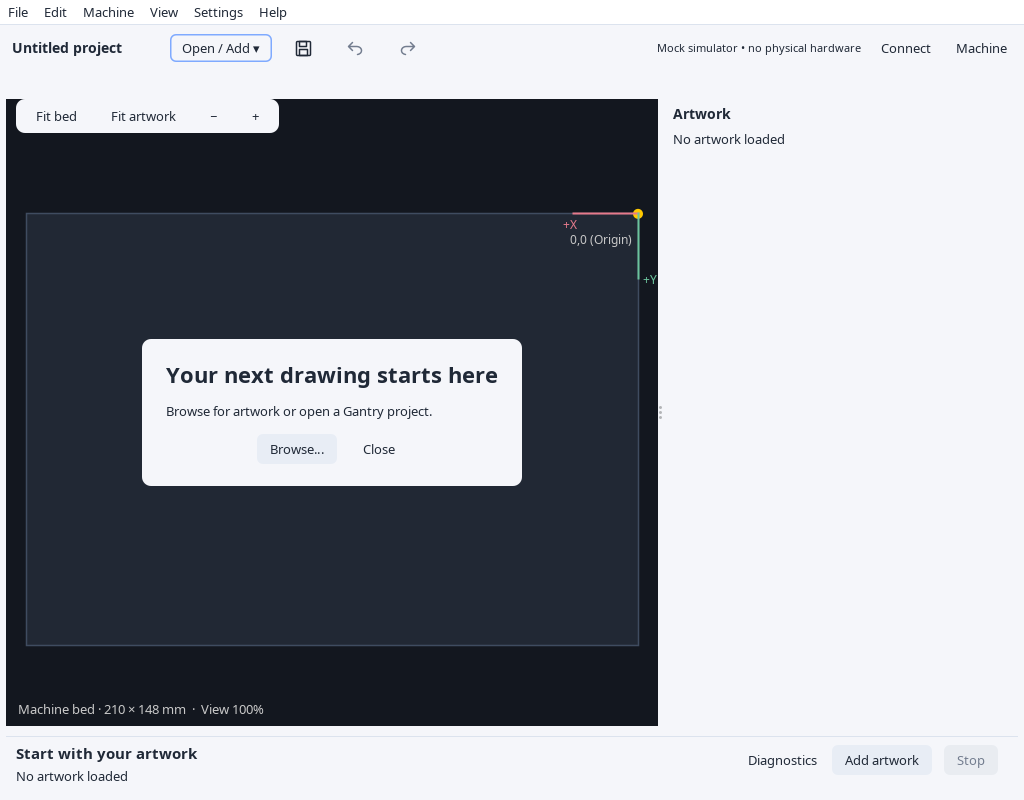 File Edit Machine View Settings Help
Untitled project Open / Add ▾ Mock simulator • no physical hardware Connect Machine
Fit bed Fit artwork − +
Artwork
No artwork loaded
+X
0,0 (Origin)
+Y
Your next drawing starts here
Browse for artwork or open a Gantry project.
Browse... Close
Machine bed · 210 × 148 mm · View 100%
Start with your artwork
No artwork loaded
Diagnostics Add artwork Stop